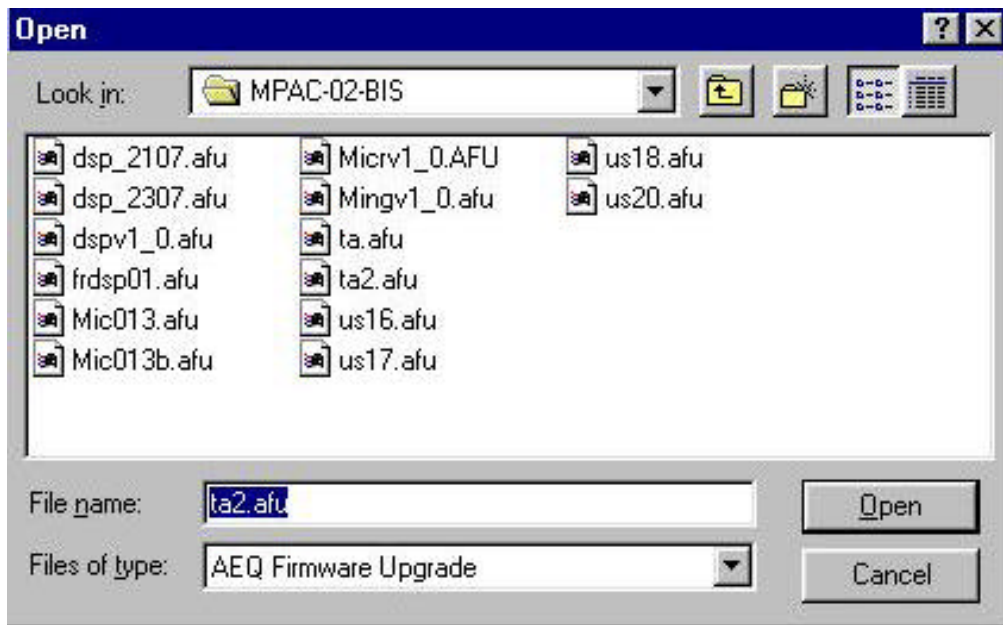 Open
Look in: MPAC-02-BIS
dsp_2107.afu
dsp_2307.afu
dspv1_0.afu
frdsp01.afu
Mic013.afu
Mic013b.afu
Micrv1_0.AFU
Mingv1_0.afu
ta.afu
ta2.afu
us16.afu
us17.afu
us18.afu
us20.afu
File name: ta2.afu
Open
Files of type: AEQ Firmware Upgrade
Cancel